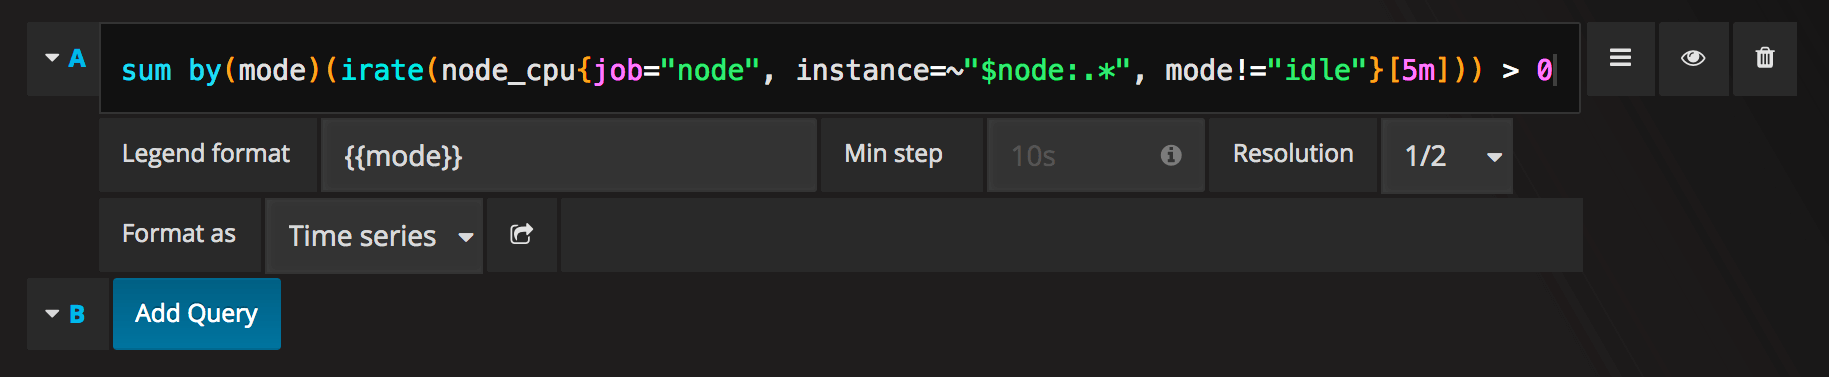 A sum by(mode)(irate(node_cpu{job="node", instance=~"$node:.*", mode!="idle"}[5m])) > 0
Legend format {{mode}} Min step 10s Resolution 1/2
Format as Time series
B Add Query